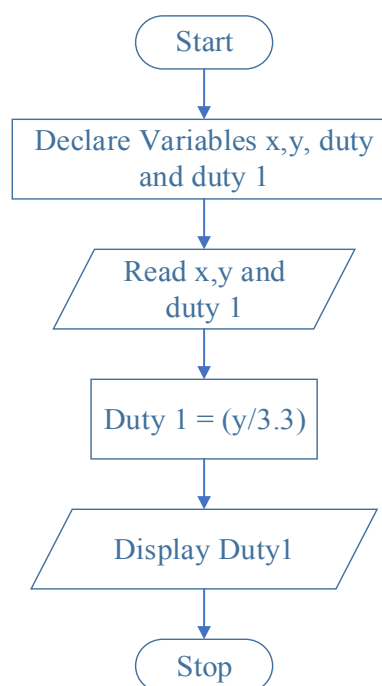 Start
Declare Variables x,y, duty
and duty 1
Read x,y and
duty 1
Duty 1 = (y/3.3)
Display Duty1
Stop